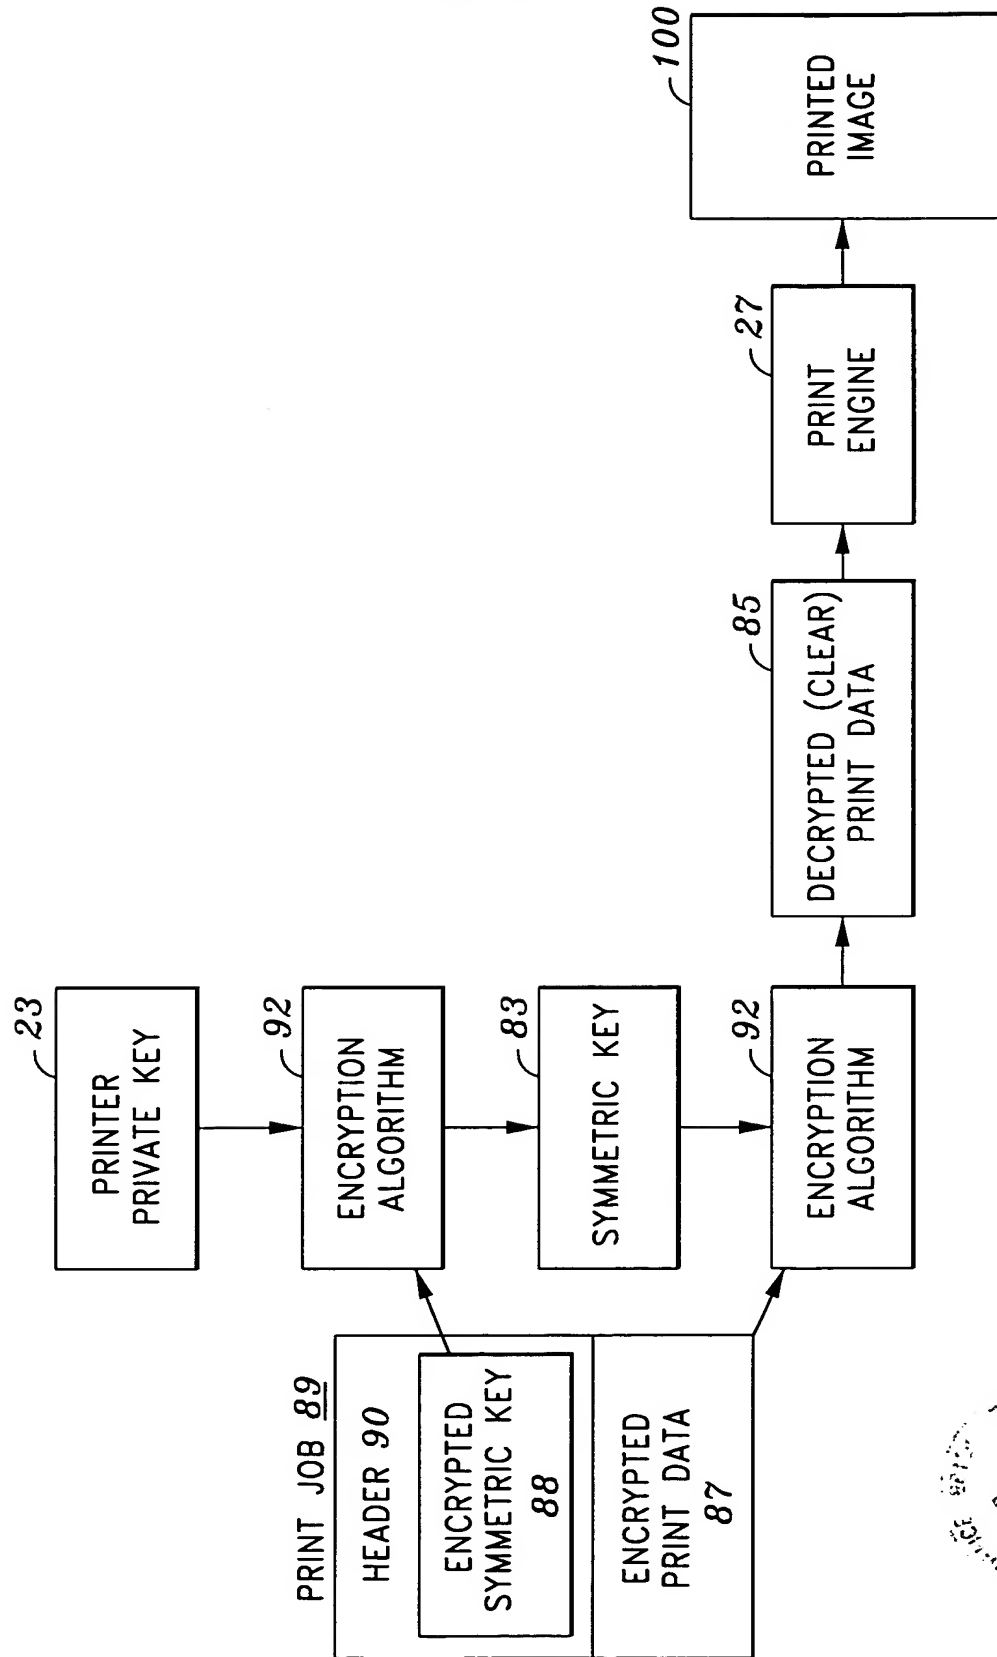 PRINT JOB 89
HEADER 90
ENCRYPTED
SYMMETRIC KEY
88
ENCRYPTED
PRINT DATA
87
23
PRINTER
PRIVATE KEY
92
ENCRYPTION
ALGORITHM
83
SYMMETRIC KEY
92
ENCRYPTION
ALGORITHM
85
DECRYPTED (CLEAR)
PRINT DATA
27
PRINT
ENGINE
100
PRINTED
IMAGE